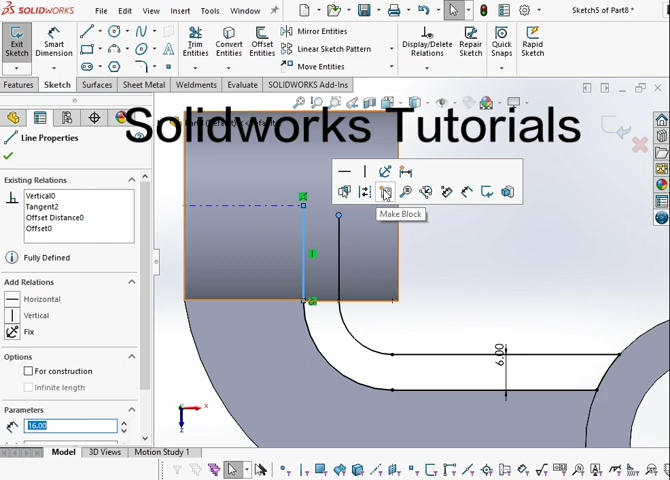 SOLIDWORKS
File Edit View Insert Tools Window
Sketch5 of Part8 *
Exit Sketch
Smart Dimension
Trim Entities
Convert Entities
Offset Entities
Mirror Entities
Linear Sketch Pattern
Move Entities
Display/Delete Relations
Repair Sketch
Quick Snaps
Rapid Sketch
Features Sketch Surfaces Sheet Metal Weldments Evaluate SOLIDWORKS Add-Ins
Solidworks Tutorials
Line Properties
Existing Relations
Vertical0
Tangent2
Offset Distance0
Offset0
Fully Defined
Add Relations
Horizontal
Vertical
Fix
Options
For construction
Infinite length
Parameters
16.00
Make Block
6.00
x
z
Model 3D Views Motion Study 1